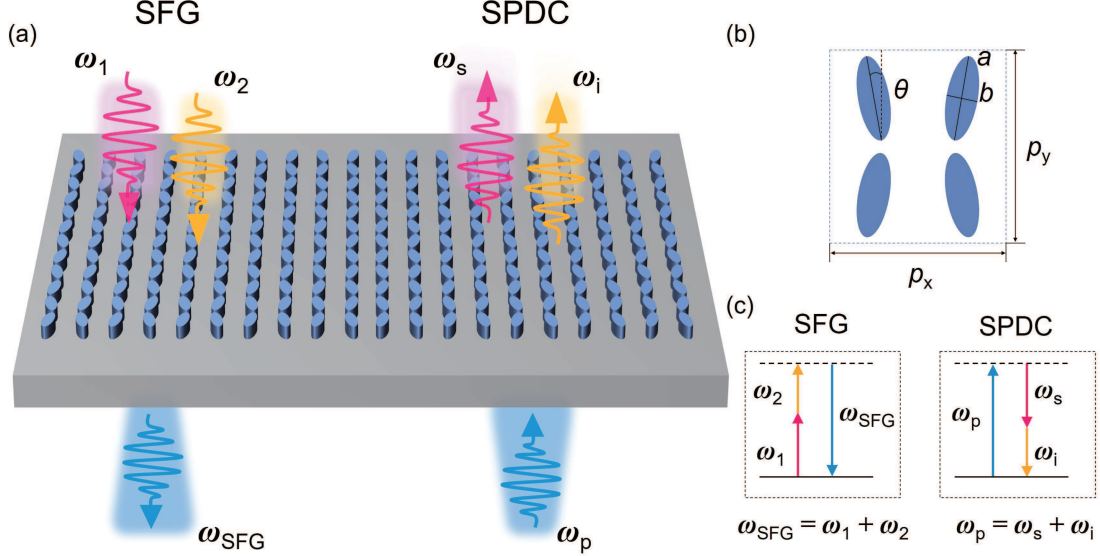 SFG
SPDC
(a)
ω1
ω2
ωs
ωi
ωSFG
ωp
(b)
a
b
θ
py
px
(c)
SFG
SPDC
ω2
ω1
ωSFG
ωp
ωs
ωi
ωSFG = ω1 + ω2
ωp = ωs + ωi